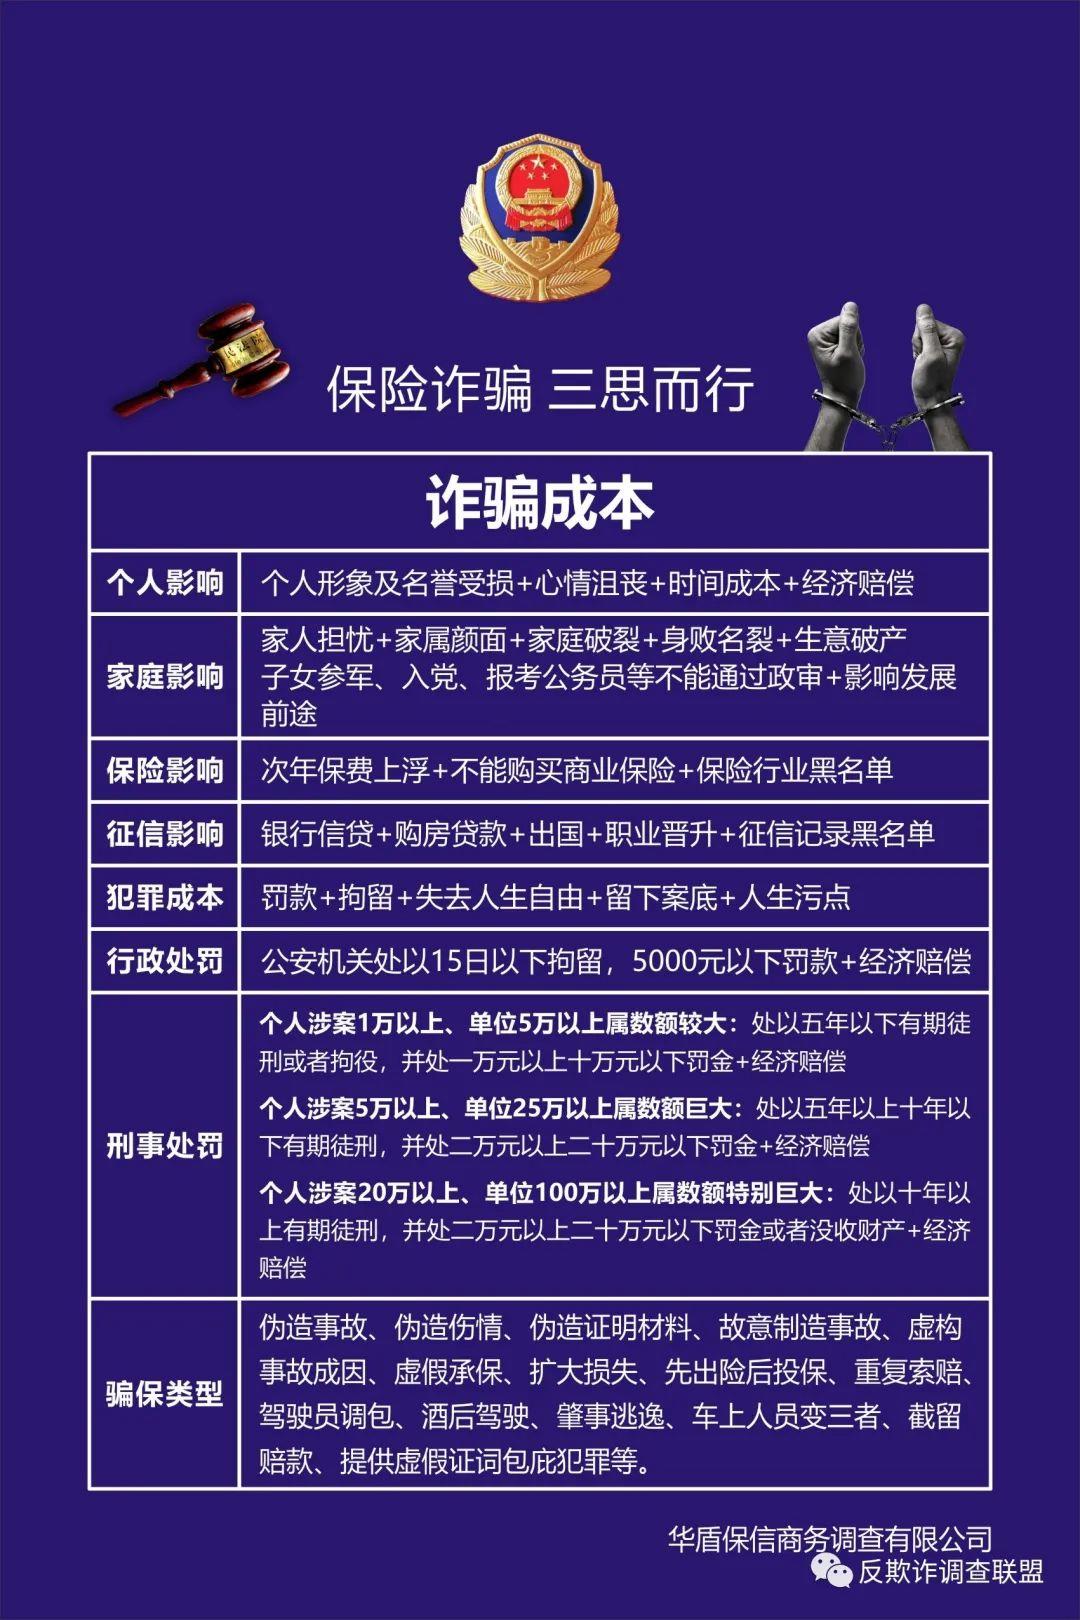 民法院
保险诈骗 三思而行
诈骗成本
个人影响
个人形象及名誉受损+心情沮丧+时间成本+经济赔偿
家庭影响
家人担忧+家属颜面+家庭破裂+身败名裂+生意破产
子女参军、入党、报考公务员等不能通过政审+影响发展
前途
保险影响
次年保费上浮+不能购买商业保险+保险行业黑名单
征信影响
银行信贷+购房贷款+出国+职业晋升+征信记录黑名单
犯罪成本
罚款+拘留+失去人生自由+留下案底+人生污点
行政处罚
公安机关处以15日以下拘留，5000元以下罚款+经济赔偿
刑事处罚
个人涉案1万以上、单位5万以上属数额较大：处以五年以下有期徒
刑或者拘役，并处一万元以上十万元以下罚金+经济赔偿
个人涉案5万以上、单位25万以上属数额巨大：处以五年以上十年以
下有期徒刑，并处二万元以上二十万元以下罚金+经济赔偿
个人涉案20万以上、单位100万以上属数额特别巨大：处以十年以
上有期徒刑，并处二万元以上二十万元以下罚金或者没收财产+经济
赔偿
骗保类型
伪造事故、伪造伤情、伪造证明材料、故意制造事故、虚构
事故成因、虚假承保、扩大损失、先出险后投保、重复索赔、
驾驶员调包、酒后驾驶、肇事逃逸、车上人员变三者、截留
赔款、提供虚假证词包庇犯罪等。
华盾保信商务调查有限公司
反欺诈调查联盟